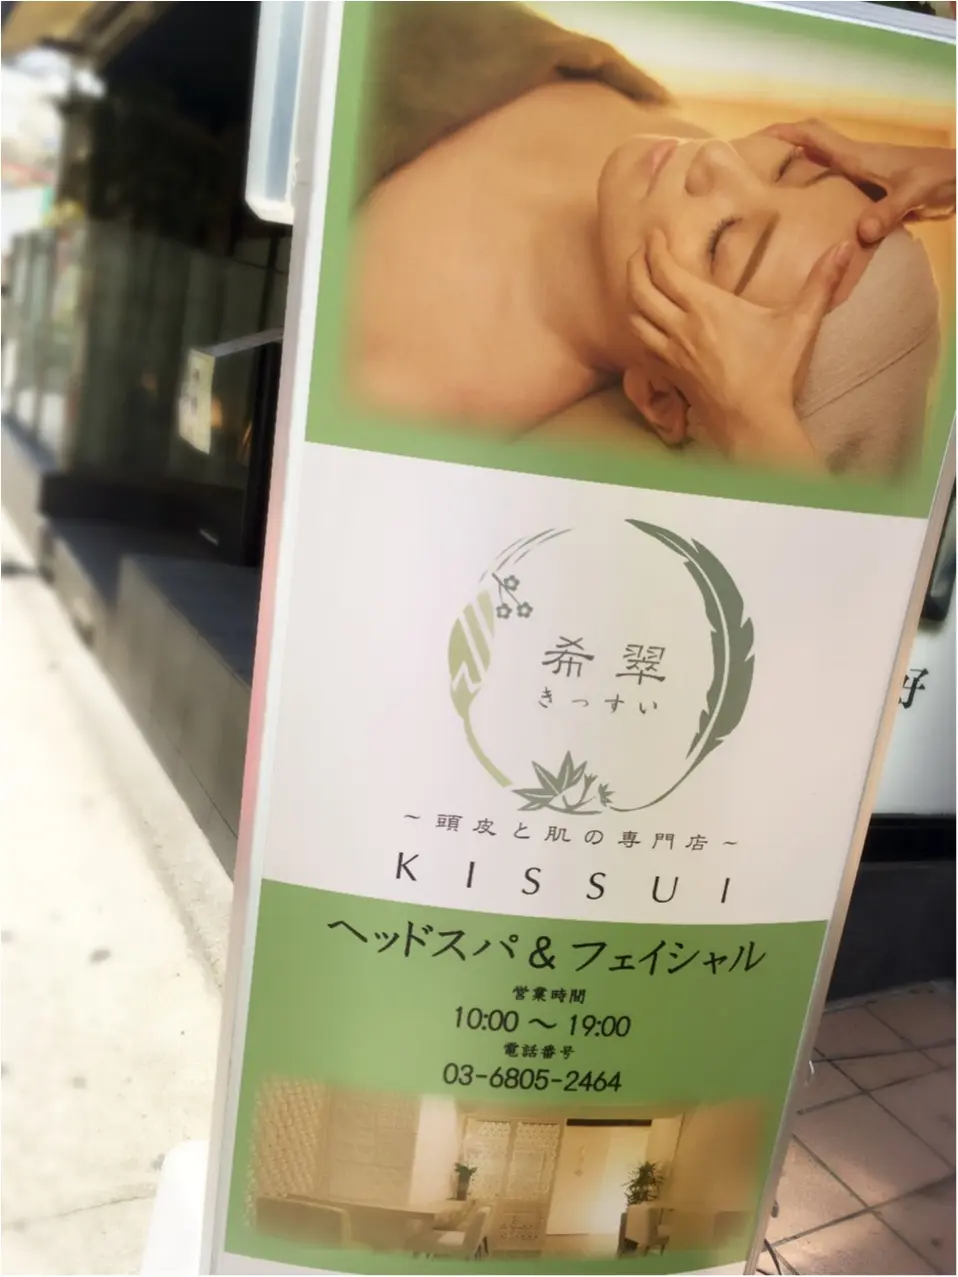 希翠
きっすい
~頭皮と肌の専門店~
KISSUI
ヘッドスパ&フェイシャル
営業時間
10:00 ～ 19:00
電話番号
03-6805-2464
好